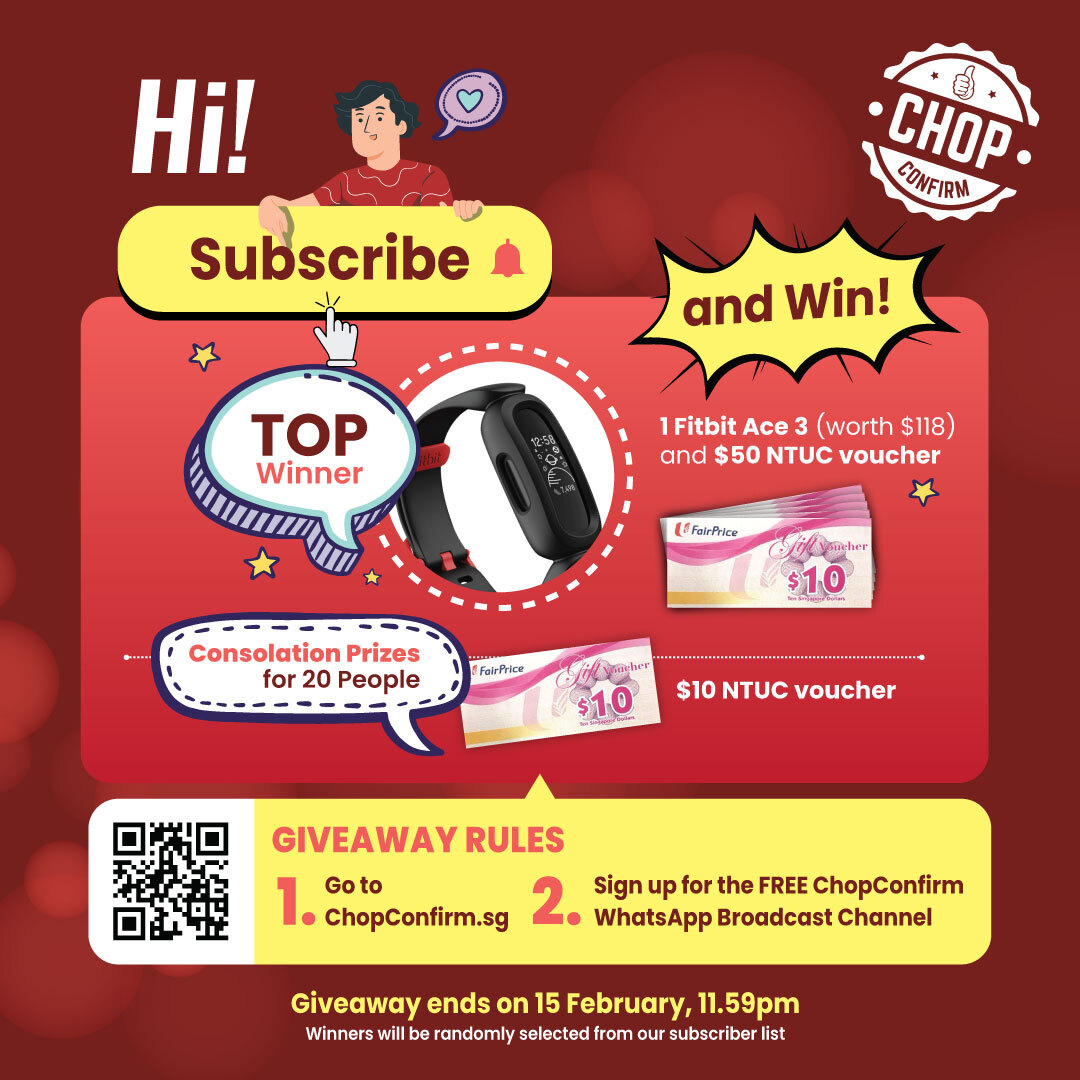 Hi!
CHOP
CONFIRM
Subscribe
and Win!
TOP
Winner
12:58
7,498
1 Fitbit Ace 3 (worth $118)
and $50 NTUC voucher
FairPrice
Gift Voucher
$10
Ten Singapore Dollars
Consolation Prizes
for 20 People
FairPrice
Gift Voucher
$10
Ten Singapore Dollars
$10 NTUC voucher
GIVEAWAY RULES
1. Go to
ChopConfirm.sg
2. Sign up for the FREE ChopConfirm
WhatsApp Broadcast Channel
Giveaway ends on 15 February, 11.59pm
Winners will be randomly selected from our subscriber list